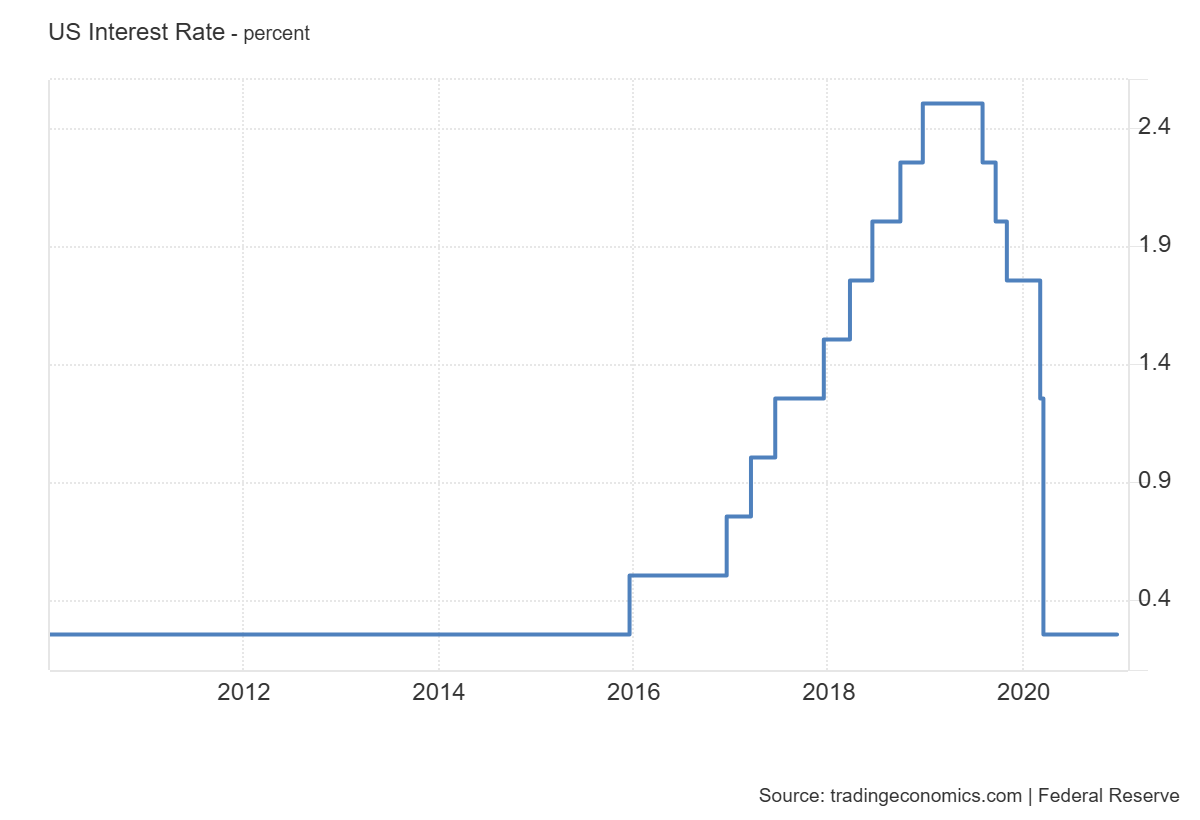 US Interest Rate - percent
2.4
1.9
1.4
0.9
0.4
2012 2014 2016 2018 2020
Source: tradingeconomics.com | Federal Reserve